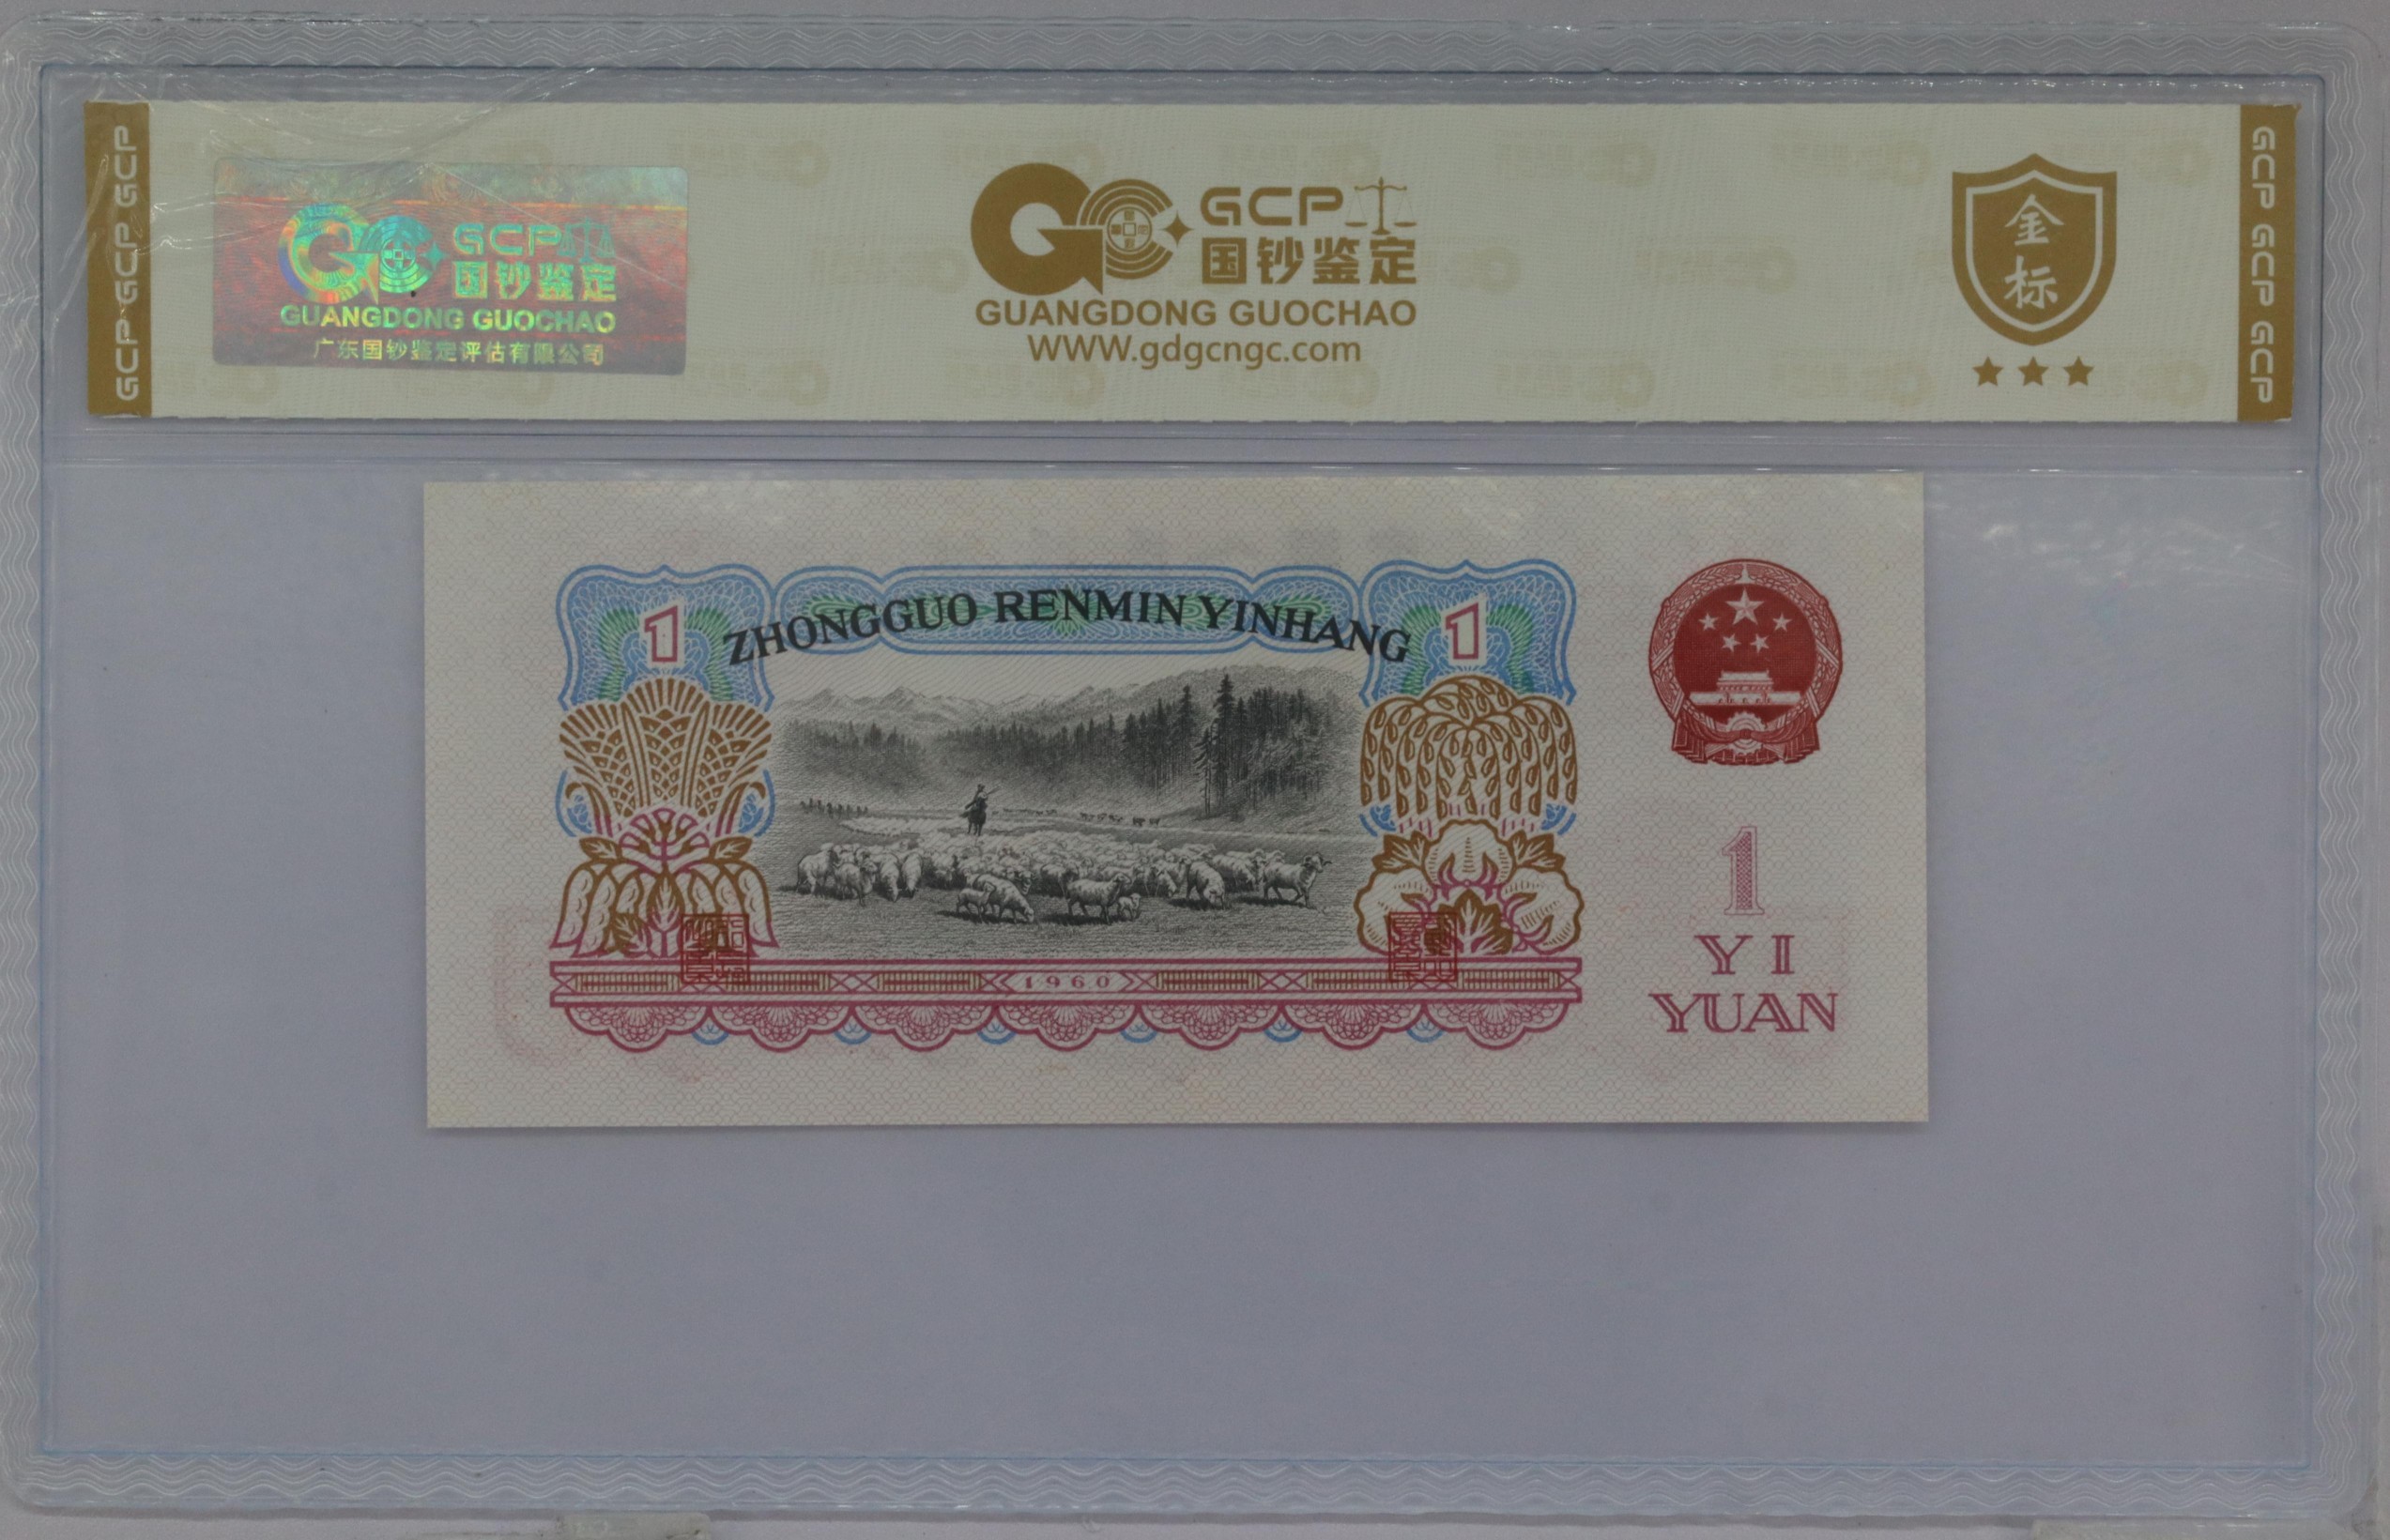 GCP GCP GCP
GCP
国钞鉴定
GUANGDONG GUOCHAO
广东国钞鉴定评估有限公司
GCP
国钞鉴定
GUANGDONG GUOCHAO
www.gdgcngc.com
金
标
GCP GCP GCP
1
ZHONGGUO RENMIN YINHANG
1
1960
1
YI
YUAN